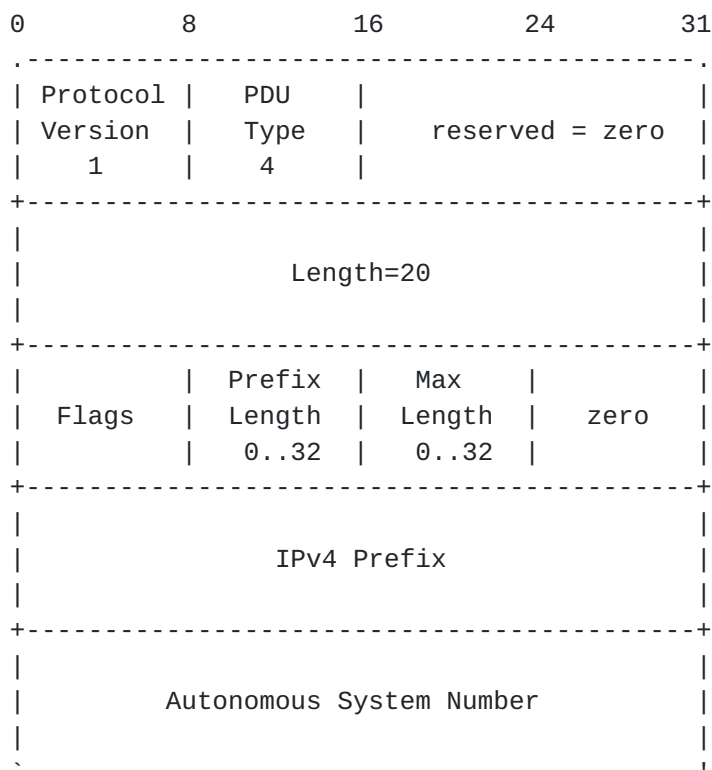 0          8          16         24        31
.-------------------------------------------.
| Protocol |   PDU    |                     |
| Version  |   Type   |    reserved = zero  |
|    1     |    4     |                     |
+-------------------------------------------+
|                                           |
|                 Length=20                 |
|                                           |
+-------------------------------------------+
|          |  Prefix  |   Max    |          |
|  Flags   |  Length  |  Length  |   zero   |
|          |   0..32  |   0..32  |          |
+-------------------------------------------+
|                                           |
|                IPv4 Prefix                |
|                                           |
+-------------------------------------------+
|                                           |
|         Autonomous System Number          |
|                                           |
`-------------------------------------------'